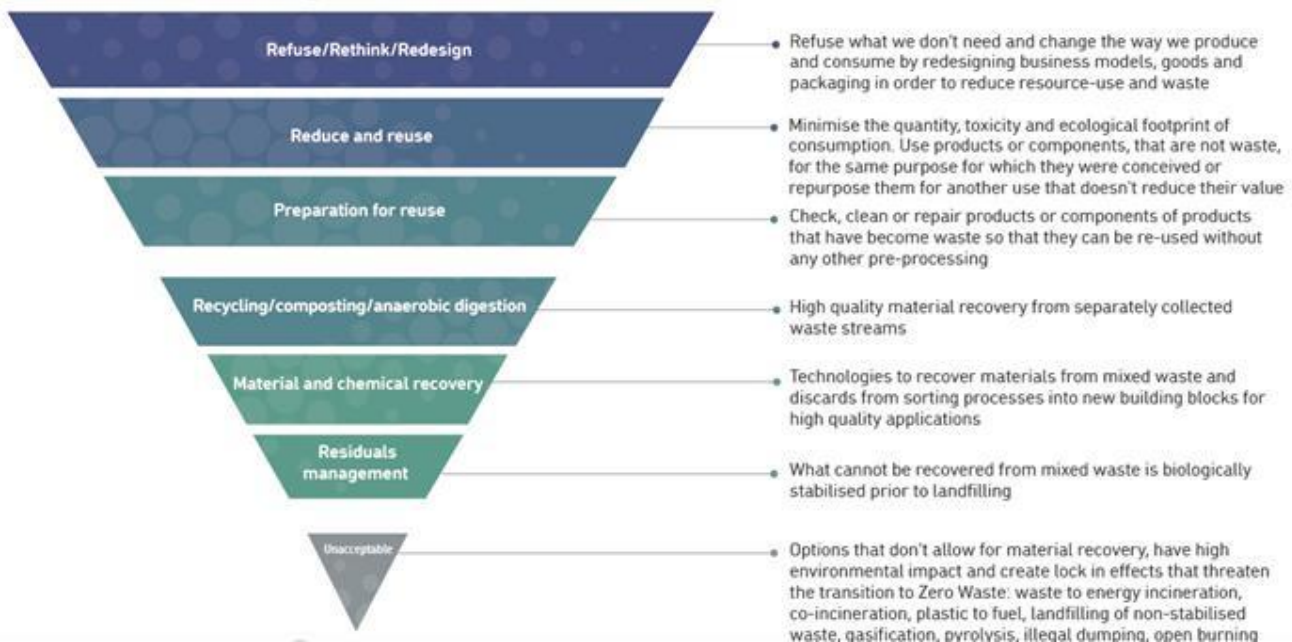 Refuse/Rethink/Redesign
Refuse what we don't need and change the way we produce
and consume by redesigning business models, goods and
packaging in order to reduce resource-use and waste
Reduce and reuse
Minimise the quantity, toxicity and ecological footprint of
consumption. Use products or components, that are not waste,
for the same purpose for which they were conceived or
repurpose them for another use that doesn't reduce their value
Preparation for reuse
Check, clean or repair products or components of products
that have become waste so that they can be re-used without
any other pre-processing
Recycling/composting/anaerobic digestion
High quality material recovery from separately collected
waste streams
Material and chemical recovery
Technologies to recover materials from mixed waste and
discards from sorting processes into new building blocks for
high quality applications
Residuals
management
What cannot be recovered from mixed waste is biologically
stabilised prior to landfilling
Unacceptable
Options that don't allow for material recovery, have high
environmental impact and create lock in effects that threaten
the transition to Zero Waste: waste to energy incineration,
co-incineration, plastic to fuel, landfilling of non-stabilised
waste, gasification, pyrolysis, illegal dumping, open burning